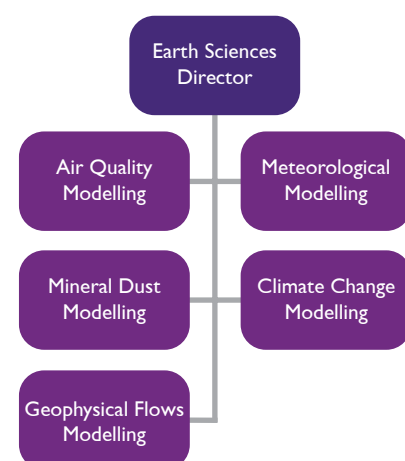 Earth Sciences
Director
Air Quality
Modelling
Meteorological
Modelling
Mineral Dust
Modelling
Climate Change
Modelling
Geophysical Flows
Modelling